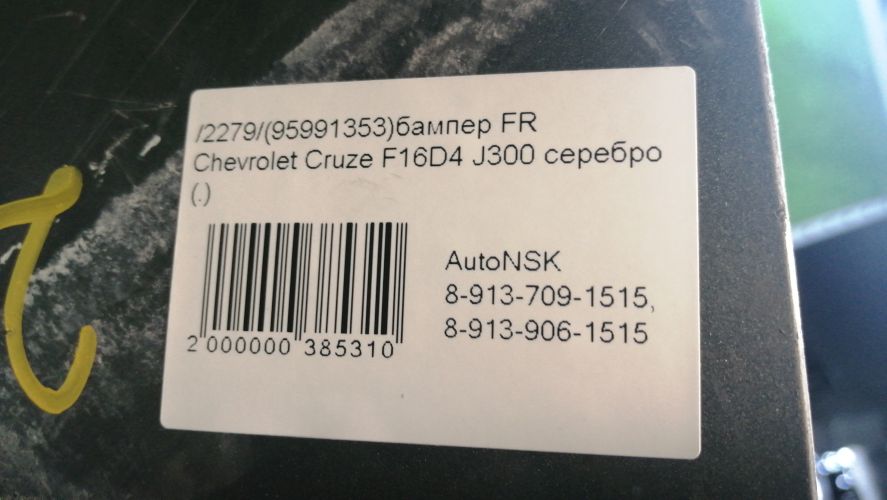 /2279/(95991353)бампер FR
Chevrolet Cruze F16D4 J300 серебро
(.)
AutoNSK
8-913-709-1515,
8-913-906-1515
2 000000 385310